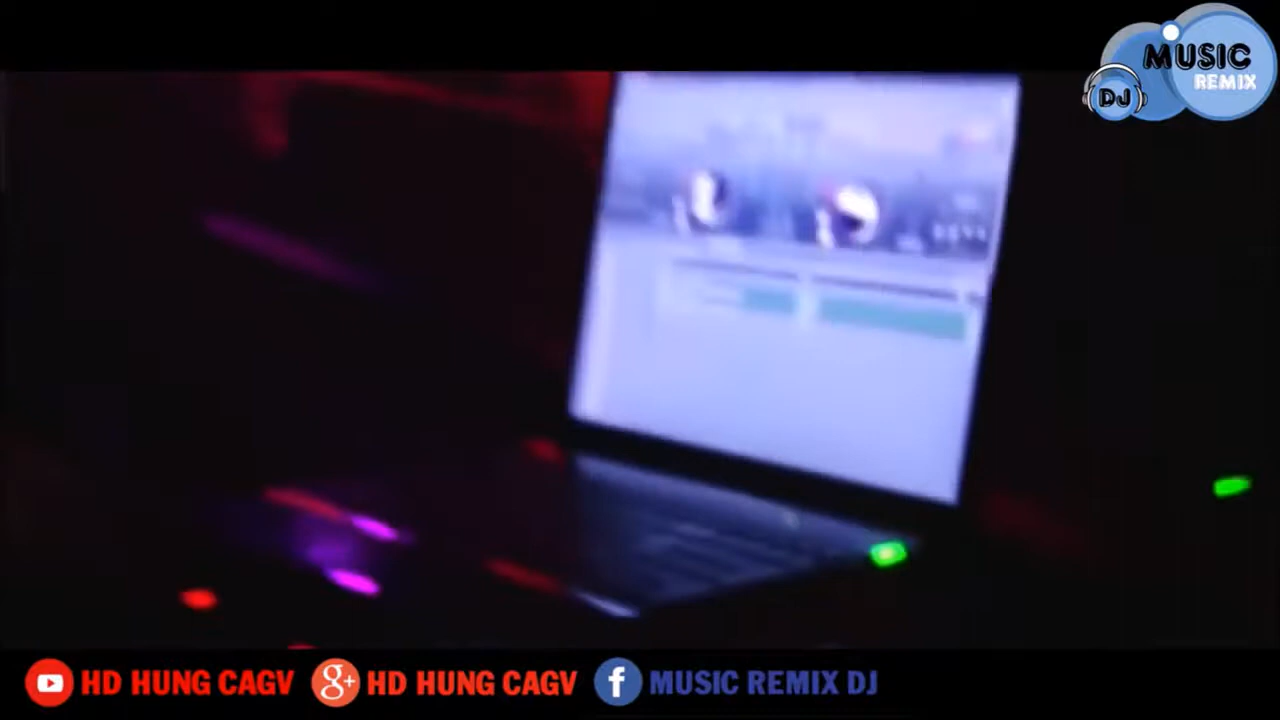 MUSIC
REMIX
DJ
HD HUNG CAGV
g+ HD HUNG CAGV
f MUSIC REMIX DJ